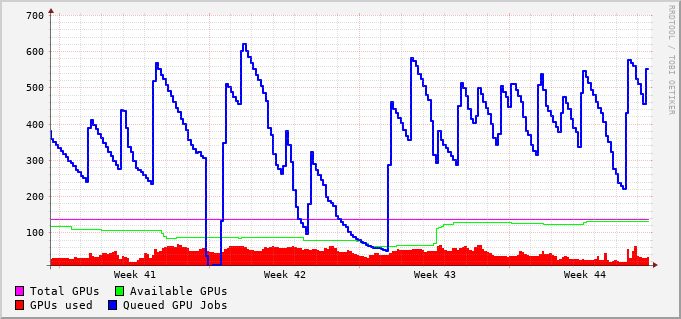 700
600
500
400
300
200
100
Week 41 Week 42 Week 43 Week 44
Total GPUs Available GPUs
GPUs used Queued GPU Jobs
RRDTOOL / TOBI OETIKER